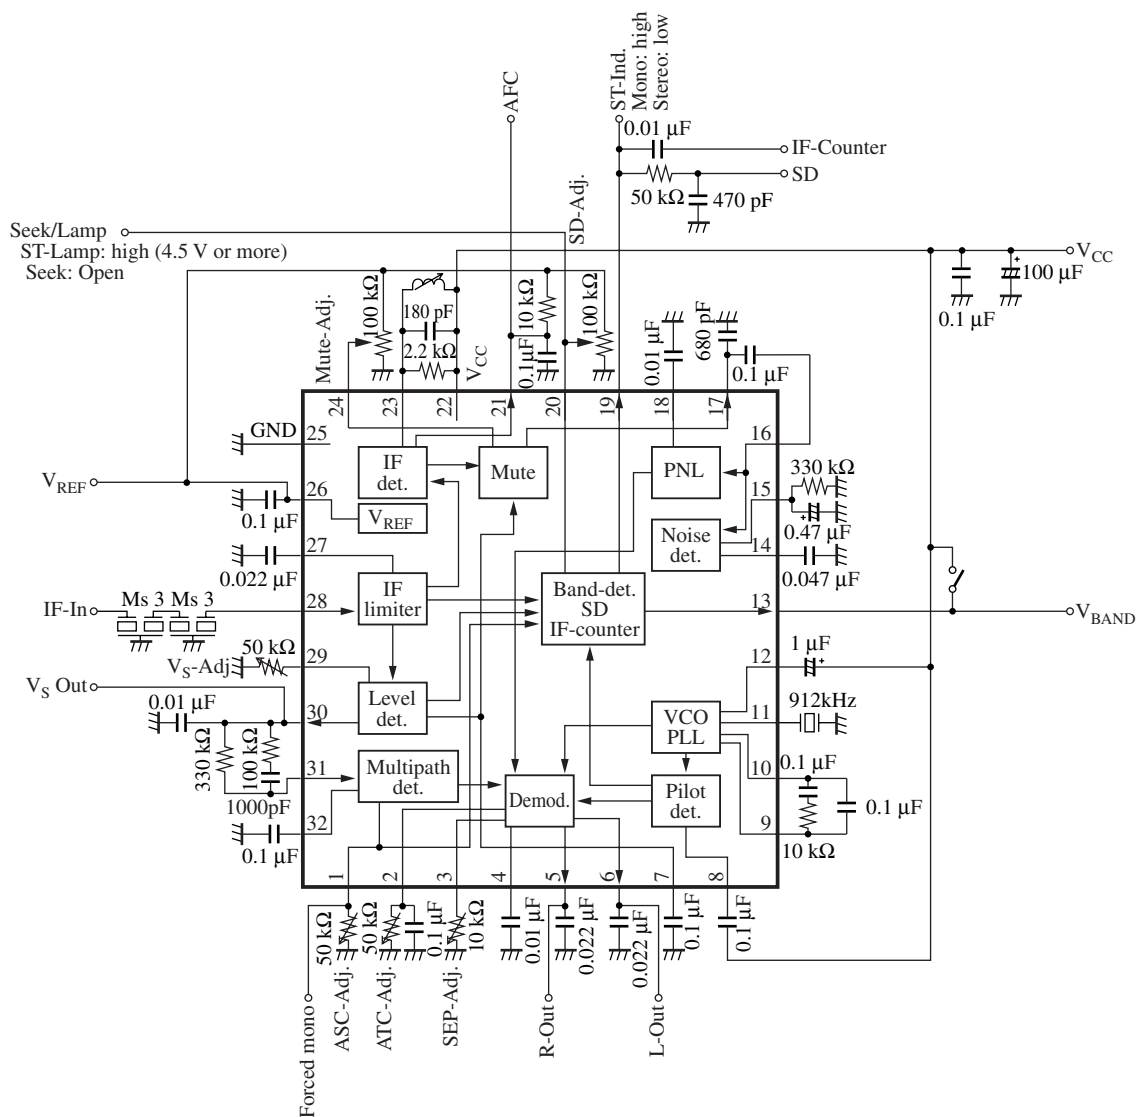 ST-Ind.
Mono: high
Stereo: low
AFC
0.01 µF
IF-Counter
SD
50 kΩ
470 pF
SD-Adj.
Seek/Lamp
ST-Lamp: high (4.5 V or more)
Seek: Open
VCC
100 µF
0.1 µF
Mute-Adj.
100 kΩ
180 pF
2.2 kΩ
VCC
10 kΩ
0.1µF
100 kΩ
0.01 µF
680 pF
0.1 µF
24
23
22
21
20
19
18
17
GND
25
IF
det.
Mute
PNL
16
330 kΩ
VREF
26
0.1 µF
VREF
15
0.47 µF
Noise
det.
14
0.047 µF
27
0.022 µF
IF-In
Ms 3
Ms 3
28
IF
limiter
Band-det.
SD
IF-counter
13
VBAND
50 kΩ
VS-Adj
29
12
1 µF
VS Out
0.01 µF
30
Level
det.
VCO
PLL
11
912kHz
330 kΩ
100 kΩ
1000pF
31
Multipath
det.
Demod.
Pilot
det.
10
0.1 µF
0.1 µF
10 kΩ
32
0.1 µF
9
1
2
3
4
5
6
7
8
50 kΩ
50 kΩ
0.1 µF
10 kΩ
0.01 µF
0.022 µF
0.022 µF
0.1 µF
0.1 µF
Forced mono
ASC-Adj.
ATC-Adj.
SEP-Adj.
R-Out
L-Out